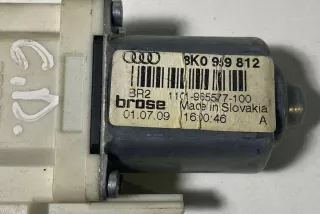 8K0 959 812
BR2 1101-965577-100
brose Made in Slovakia
01.07.09 16:00:46 A
C.D.